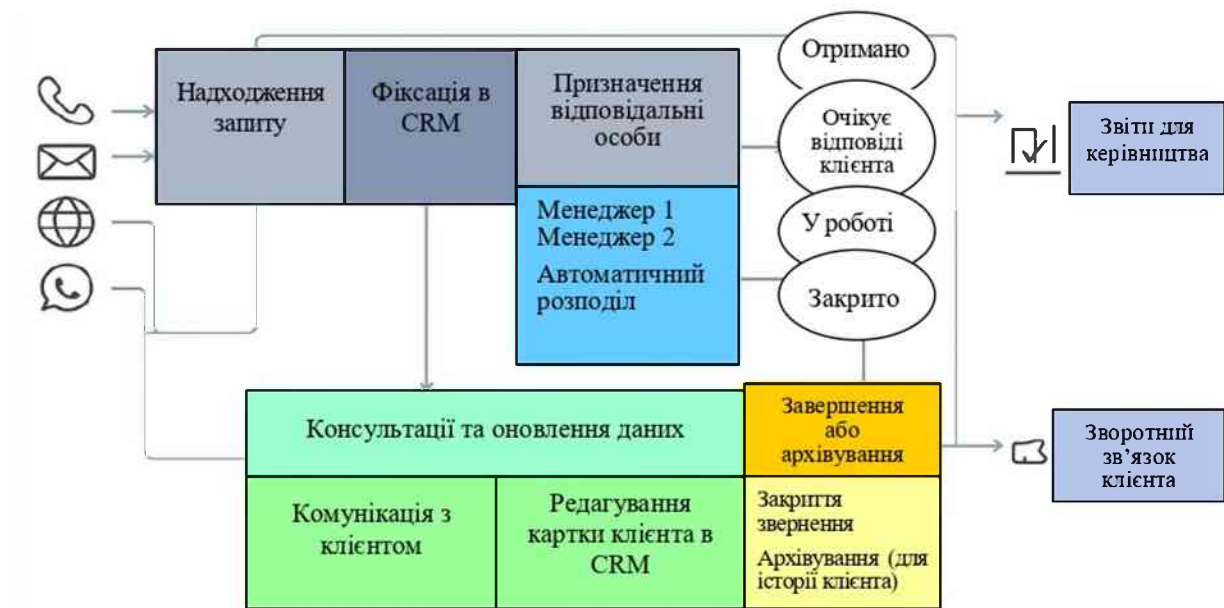 Надходження
запиту
Фіксація в
CRM
Призначення
відповідальні
особи
Менеджер 1
Менеджер 2
Автоматичний
розподіл
Отримано
Очікує
відповіді
клієнта
У роботі
Закрито
Звіти для
керівництва
Консультації та оновлення даних
Комунікація з
клієнтом
Редагування
картки клієнта в
CRM
Завершення
або
архівування
Закриття
звернення
Архівування (для
історії клієнта)
Зворотний
зв’язок
клієнта